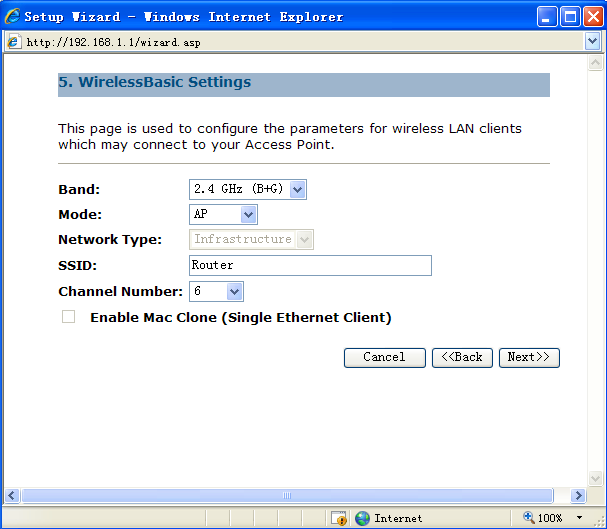 Setup Wizard - Windows Internet Explorer
http://192.168.1.1/wizard.asp
5. WirelessBasic Settings
This page is used to configure the parameters for wireless LAN clients
which may connect to your Access Point.
Band: 2.4 GHz (B+G)
Mode: AP
Network Type: Infrastructure
SSID: Router
Channel Number: 6
Enable Mac Clone (Single Ethernet Client)
Cancel <<Back Next>>
Internet 100%